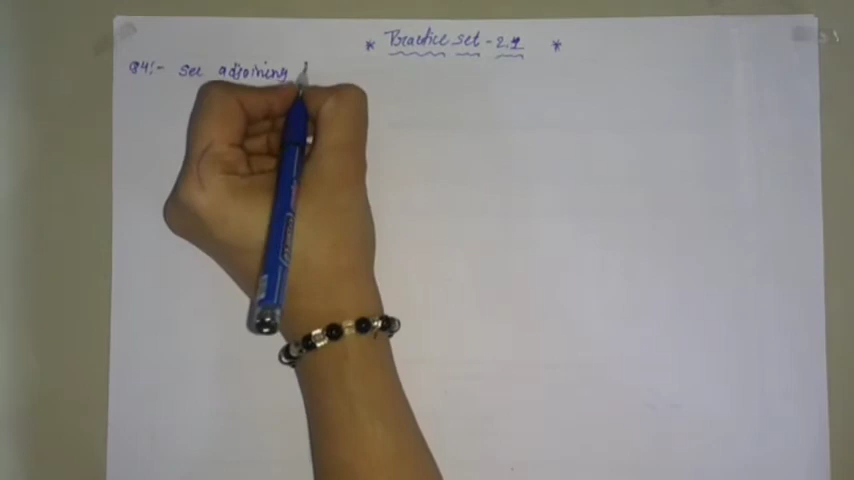 * Practice set - 2.1 *
Q4:- See adjoining